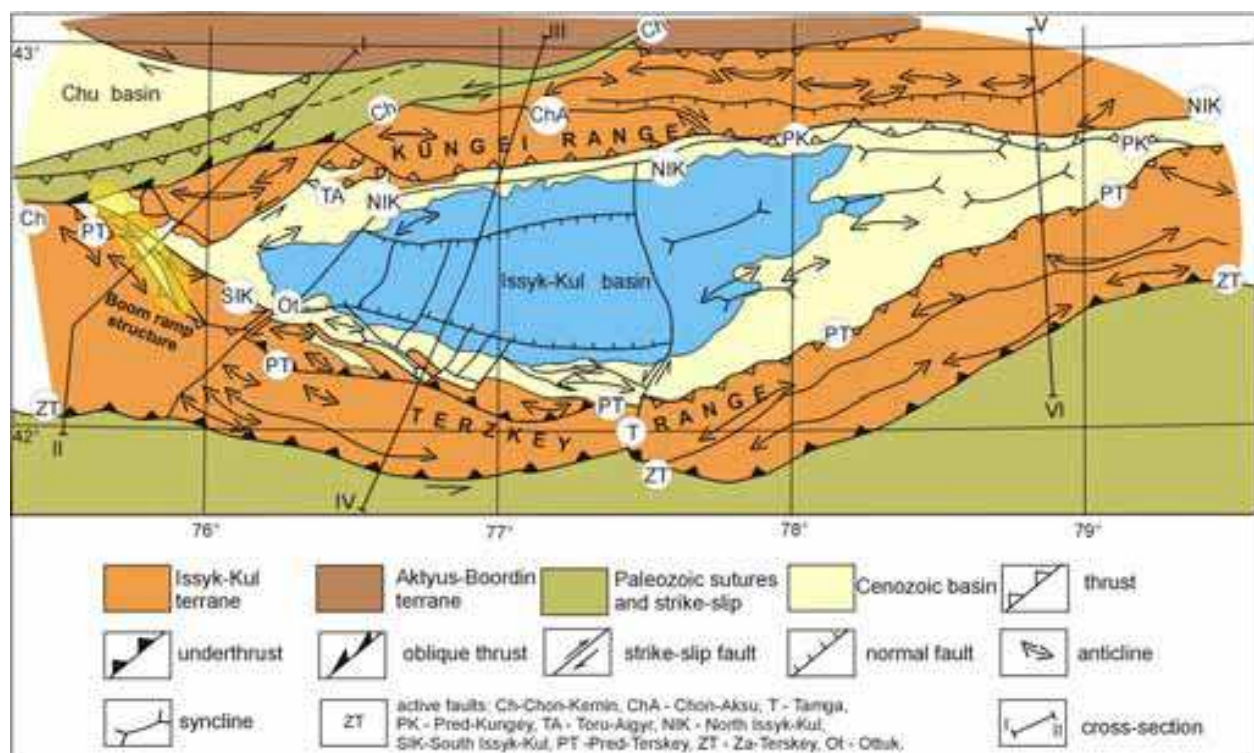 I
III
V
43°
Ch
Chu basin
Ch
ChA
NIK
KUNGEI RANGE
PK
PK
TA
NIK
NIK
Ch
PT
PT
SIK
Ot
Issyk-Kul basin
ZT
Boom ramp
structure
PT
PT
ZT
PT
TERZKEY RANGE
VI
42°
T
II
ZT
IV
76°
77°
78°
79°
Issyk-Kul
terrane
Aktyus-Boordin
terrane
Paleozoic sutures
and strike-slip
Cenozoic basin
thrust
underthrust
oblique thrust
strike-slip fault
normal fault
anticline
syncline
ZT
active faults: Ch-Chon-Kemin, ChA - Chon-Aksu, T - Tamga,
PK - Pred-Kungey, TA - Toru-Aigyr, NIK - North Issyk-Kul,
SIK-South Issyk-Kul, PT -Pred-Terskey, ZT - Za-Terskey, Ot - Ottuk,
I
II
cross-section